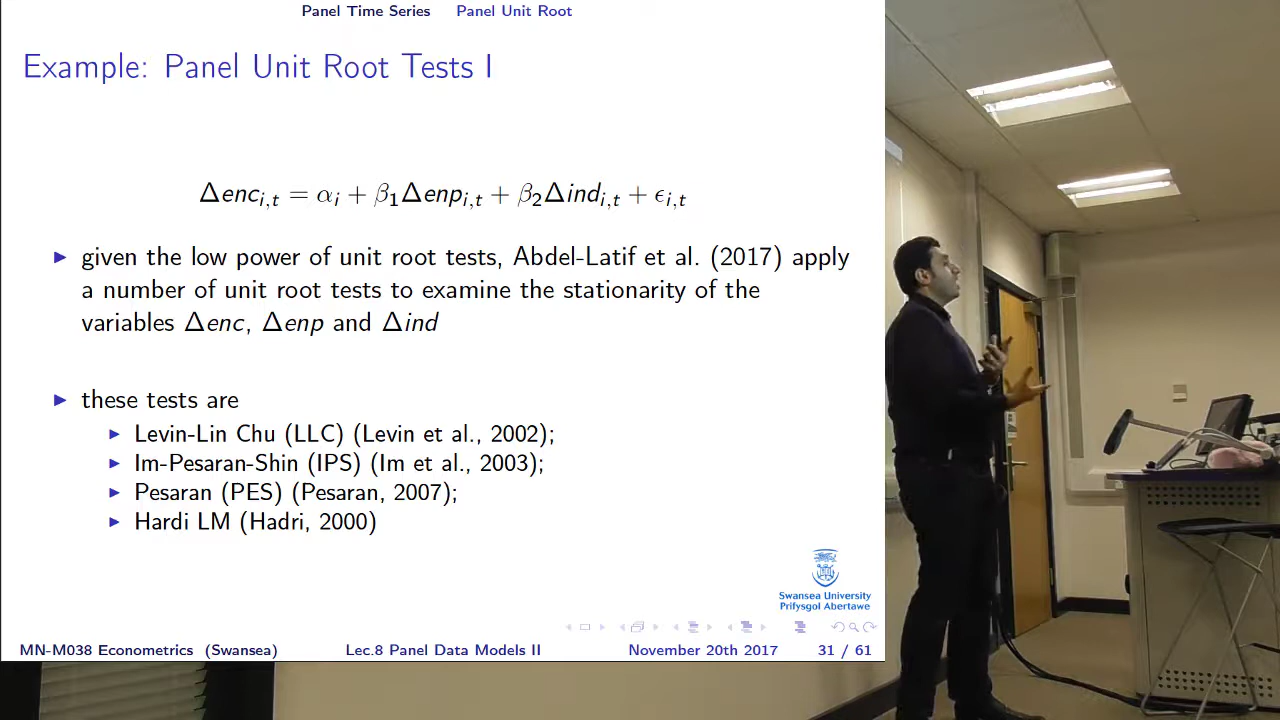 Panel Time Series Panel Unit Root
Example: Panel Unit Root Tests I
Δenc_{i,t} = α_i + β_1Δenp_{i,t} + β_2Δind_{i,t} + ϵ_{i,t}
▶ given the low power of unit root tests, Abdel-Latif et al. (2017) apply
a number of unit root tests to examine the stationarity of the
variables Δenc, Δenp and Δind
▶ these tests are
▶ Levin-Lin Chu (LLC) (Levin et al., 2002);
▶ Im-Pesaran-Shin (IPS) (Im et al., 2003);
▶ Pesaran (PES) (Pesaran, 2007);
▶ Hardi LM (Hadri, 2000)
Swansea University
Prifysgol Abertawe
MN-M038 Econometrics (Swansea) Lec.8 Panel Data Models II November 20th 2017 31 / 61